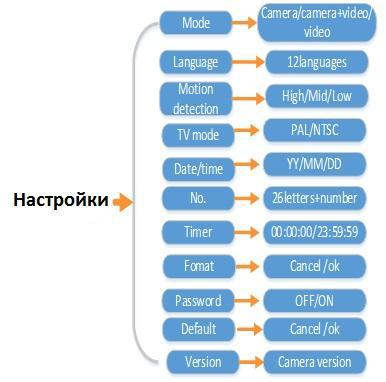 Mode
Camera/camera+video/
video
Language
12languages
Motion
detection
High/Mid/Low
TV mode
PAL/NTSC
Date/time
YY/MM/DD
Настройки
No.
26letters+number
Timer
00:00:00/23:59:59
Fomat
Cancel/ok
Password
OFF/ON
Default
Cancel/ok
Version
Camera version